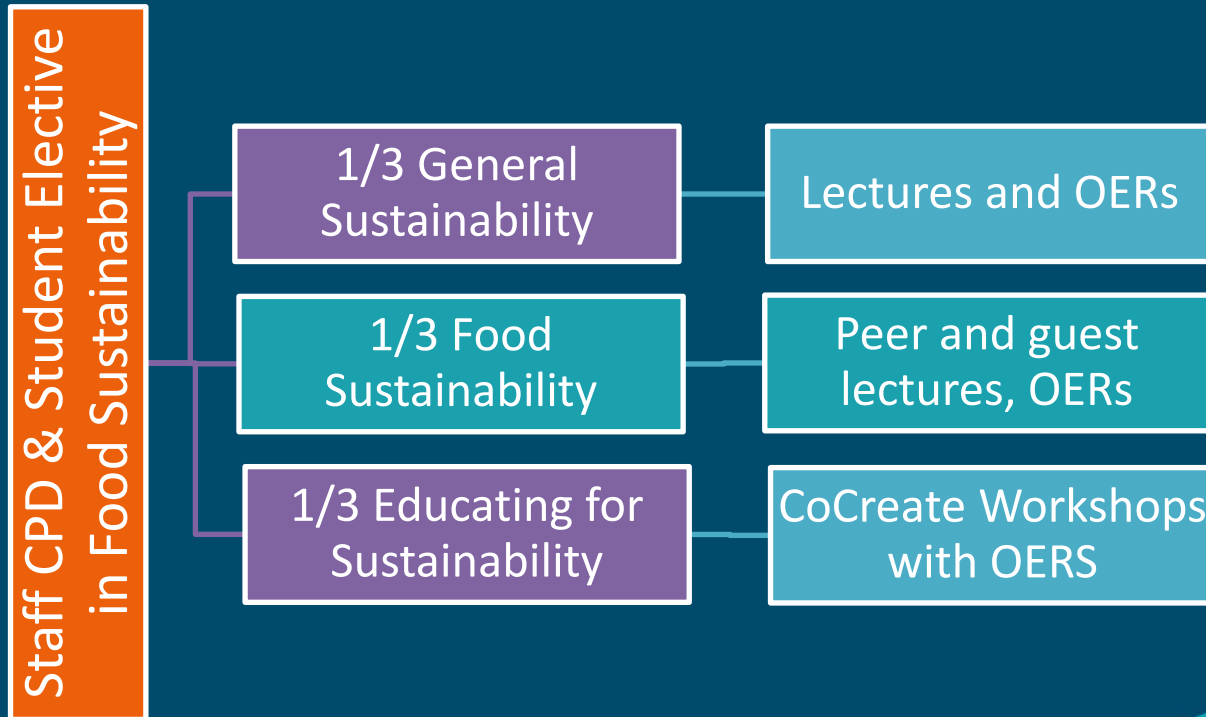 Staff CPD & Student Elective
in Food Sustainability
1/3 General
Sustainability
Lectures and OERs
1/3 Food
Sustainability
Peer and guest
lectures, OERs
1/3 Educating for
Sustainability
CoCreate Workshops
with OERS